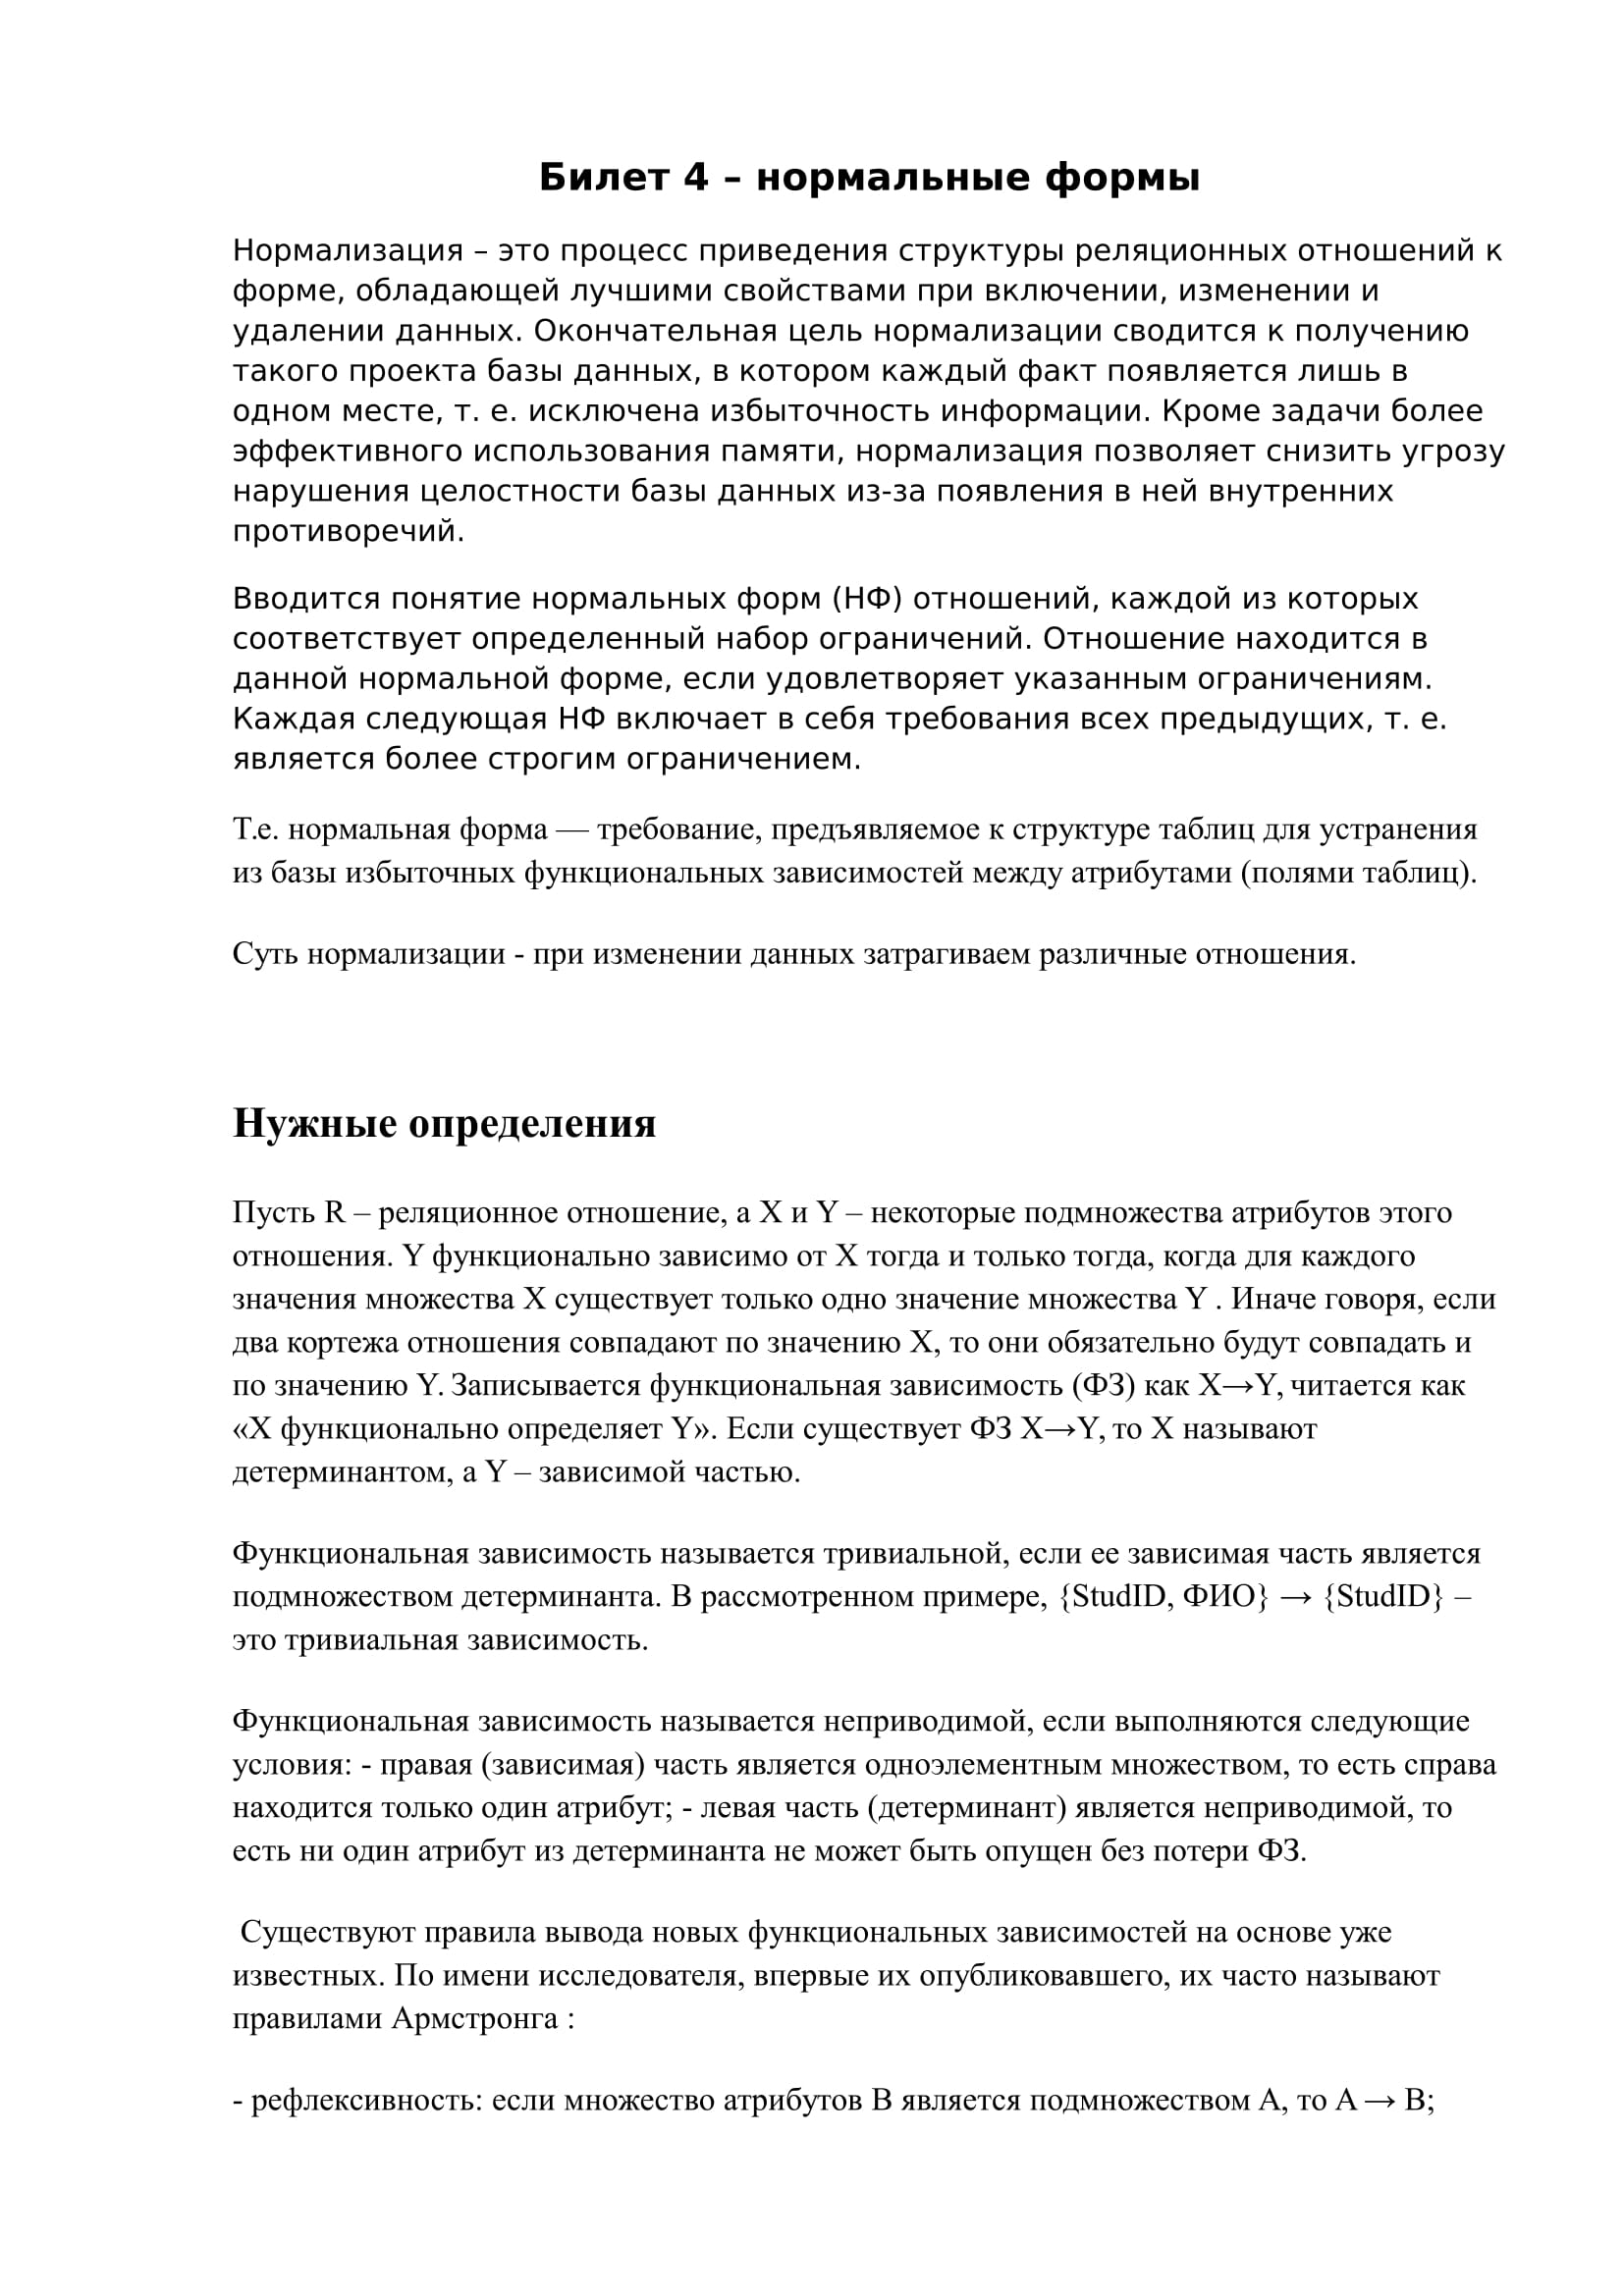 Билет 4 – нормальные формы
Нормализация – это процесс приведения структуры реляционных отношений к
форме, обладающей лучшими свойствами при включении, изменении и
удалении данных. Окончательная цель нормализации сводится к получению
такого проекта базы данных, в котором каждый факт появляется лишь в
одном месте, т. е. исключена избыточность информации. Кроме задачи более
эффективного использования памяти, нормализация позволяет снизить угрозу
нарушения целостности базы данных из-за появления в ней внутренних
противоречий.
Вводится понятие нормальных форм (НФ) отношений, каждой из которых
соответствует определенный набор ограничений. Отношение находится в
данной нормальной форме, если удовлетворяет указанным ограничениям.
Каждая следующая НФ включает в себя требования всех предыдущих, т. е.
является более строгим ограничением.
Т.е. нормальная форма — требование, предъявляемое к структуре таблиц для устранения
из базы избыточных функциональных зависимостей между атрибутами (полями таблиц).
Суть нормализации - при изменении данных затрагиваем различные отношения.
Нужные определения
Пусть R – реляционное отношение, а X и Y – некоторые подмножества атрибутов этого
отношения. Y функционально зависимо от X тогда и только тогда, когда для каждого
значения множества X существует только одно значение множества Y . Иначе говоря, если
два кортежа отношения совпадают по значению X, то они обязательно будут совпадать и
по значению Y. Записывается функциональная зависимость (ФЗ) как X→Y, читается как
«X функционально определяет Y». Если существует ФЗ X→Y, то X называют
детерминантом, а Y – зависимой частью.
Функциональная зависимость называется тривиальной, если ее зависимая часть является
подмножеством детерминанта. В рассмотренном примере, {StudID, ФИО} → {StudID} –
это тривиальная зависимость.
Функциональная зависимость называется неприводимой, если выполняются следующие
условия: - правая (зависимая) часть является одноэлементным множеством, то есть справа
находится только один атрибут; - левая часть (детерминант) является неприводимой, то
есть ни один атрибут из детерминанта не может быть опущен без потери ФЗ.
Существуют правила вывода новых функциональных зависимостей на основе уже
известных. По имени исследователя, впервые их опубликовавшего, их часто называют
правилами Армстронга :
- рефлексивность: если множество атрибутов B является подмножеством A, то A → B;